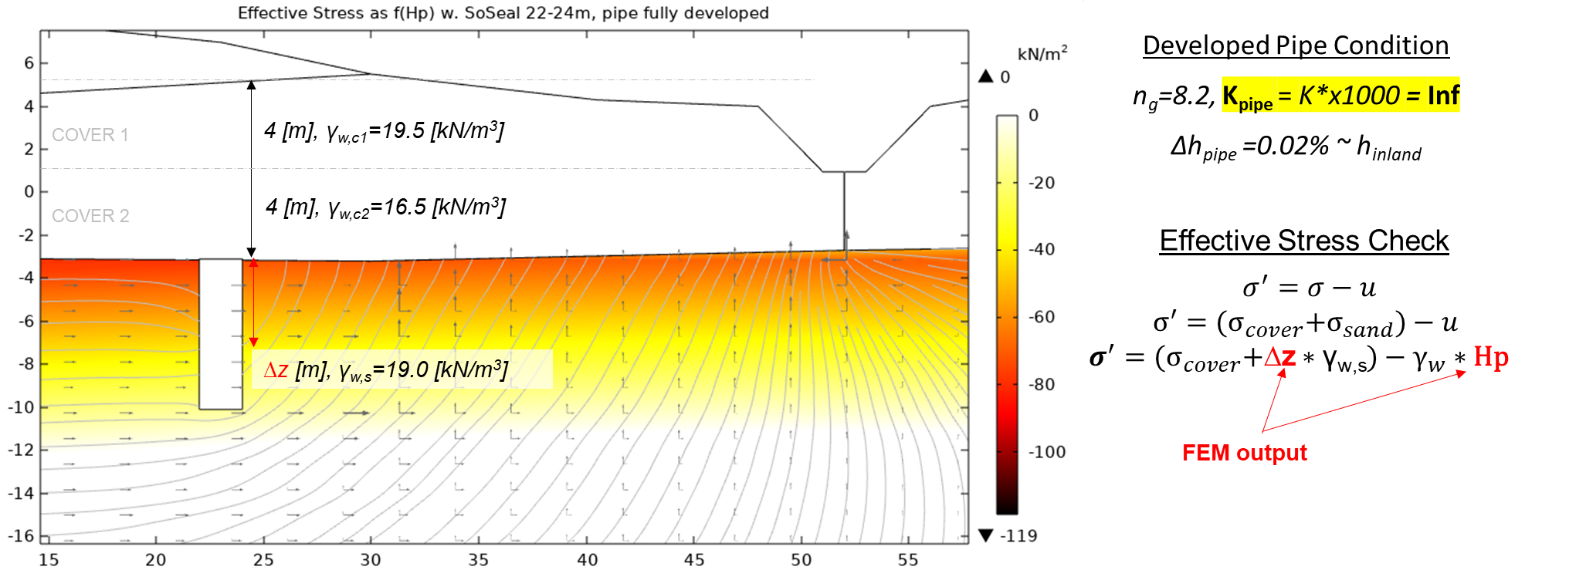 Effective Stress as f(Hp) w. SoSeal 22-24m, pipe fully developed
kN/m²
▲ 0
0
-20
-40
-60
-80
-100
▼ -119
6
4
2
0
-2
-4
-6
-8
-10
-12
-14
-16
15 20 25 30 35 40 45 50 55
COVER 1
4 [m], γw,c1=19.5 [kN/m³]
COVER 2
4 [m], γw,c2=16.5 [kN/m³]
Δz [m], γw,s=19.0 [kN/m³]
Developed Pipe Condition
ng=8.2, Kpipe = K*x1000 = Inf
Δhpipe =0.02% ~ hinland
Effective Stress Check
σ′ = σ − u
σ′ = (σcover+σsand) − u
σ′ = (σcover+Δz * γw,s) − γw * Hp
FEM output